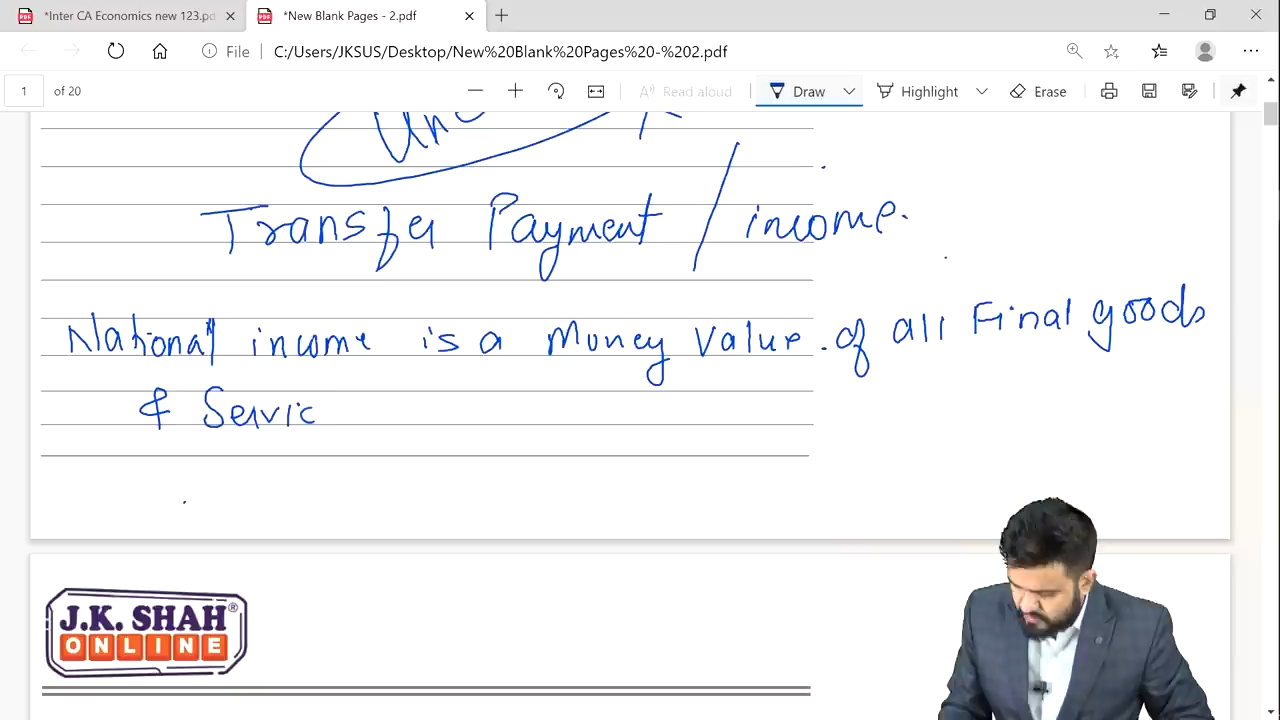 *Inter CA Economics new 123.pd
*New Blank Pages - 2.pdf
File C:/Users/JKSUS/Desktop/New%20Blank%20Pages%20-%202.pdf
1 of 20 Read aloud Draw Highlight Erase
Transfer Payment / income.
National income is a Money Value of all Final goods
& Servic
J.K. SHAH®
ONLINE